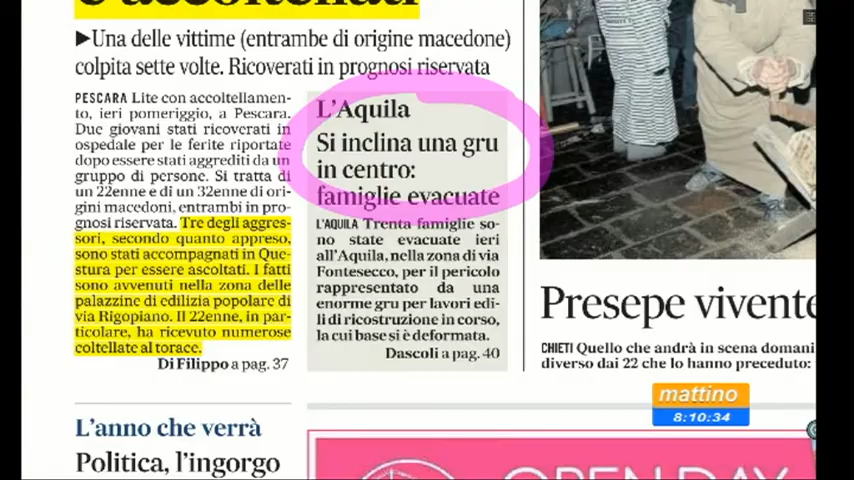 e accoltellati
►Una delle vittime (entrambe di origine macedone)
colpita sette volte. Ricoverati in prognosi riservata
PESCARA Lite con accoltellamen-
to, ieri pomeriggio, a Pescara.
Due giovani stati ricoverati in
ospedale per le ferite riportate
dopo essere stati aggrediti da un
gruppo di persone. Si tratta di
un 22enne e di un 32enne di ori-
gini macedoni, entrambi in pro-
gnosi riservata. Tre degli aggres-
sori, secondo quanto appreso,
sono stati accompagnati in Que-
stura per essere ascoltati. I fatti
sono avvenuti nella zona delle
palazzine di edilizia popolare di
via Rigopiano. Il 22enne, in par-
ticolare, ha ricevuto numerose
coltellate al torace.
Di Filippo a pag. 37
L'Aquila
Si inclina una gru
in centro:
famiglie evacuate
L'AQUILA Trenta famiglie so-
no state evacuate ieri
all'Aquila, nella zona di via
Fontesecco, per il pericolo
rappresentato da una
enorme gru per lavori edi-
li di ricostruzione in corso,
la cui base si è deformata.
Dascoli a pag. 40
Presepe vivente
CHIETI Quello che andrà in scena domani
diverso dai 22 che lo hanno preceduto:
mattino
8:10:34
L'anno che verrà
Politica, l'ingorgo
OPEN DAY